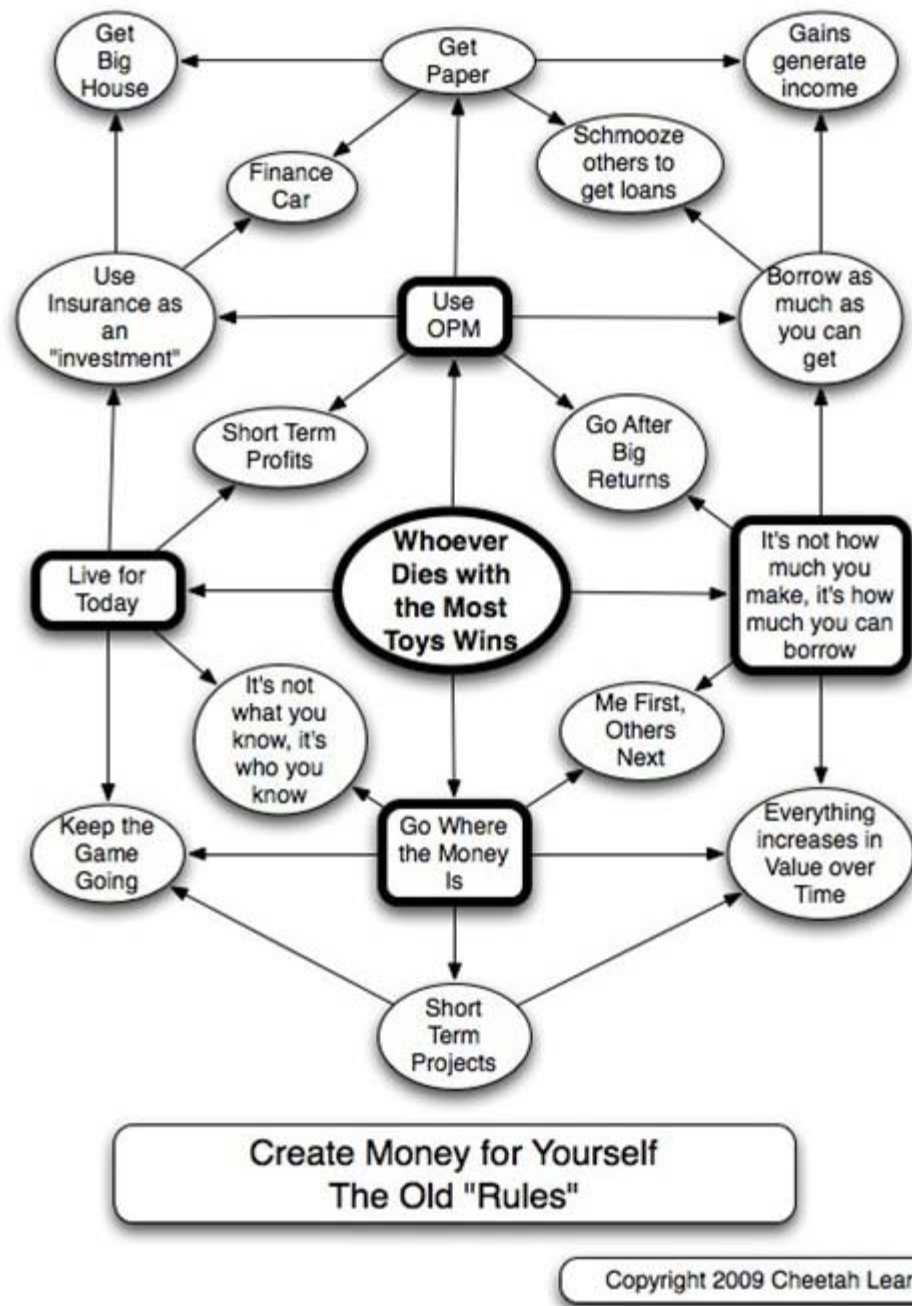 Get
Big
House
Get
Paper
Gains
generate
income
Finance
Car
Schmooze
others to
get loans
Use
Insurance as
an
"investment"
Use
OPM
Borrow as
much as
you can
get
Short Term
Profits
Go After
Big
Returns
Live for
Today
Whoever
Dies with
the Most
Toys Wins
It's not how
much you
make, it's how
much you can
borrow
It's not
what you
know, it's
who you
know
Me First,
Others
Next
Keep the
Game
Going
Go Where
the Money
Is
Everything
increases in
Value over
Time
Short
Term
Projects
Create Money for Yourself
The Old "Rules"
Copyright 2009 Cheetah Lear